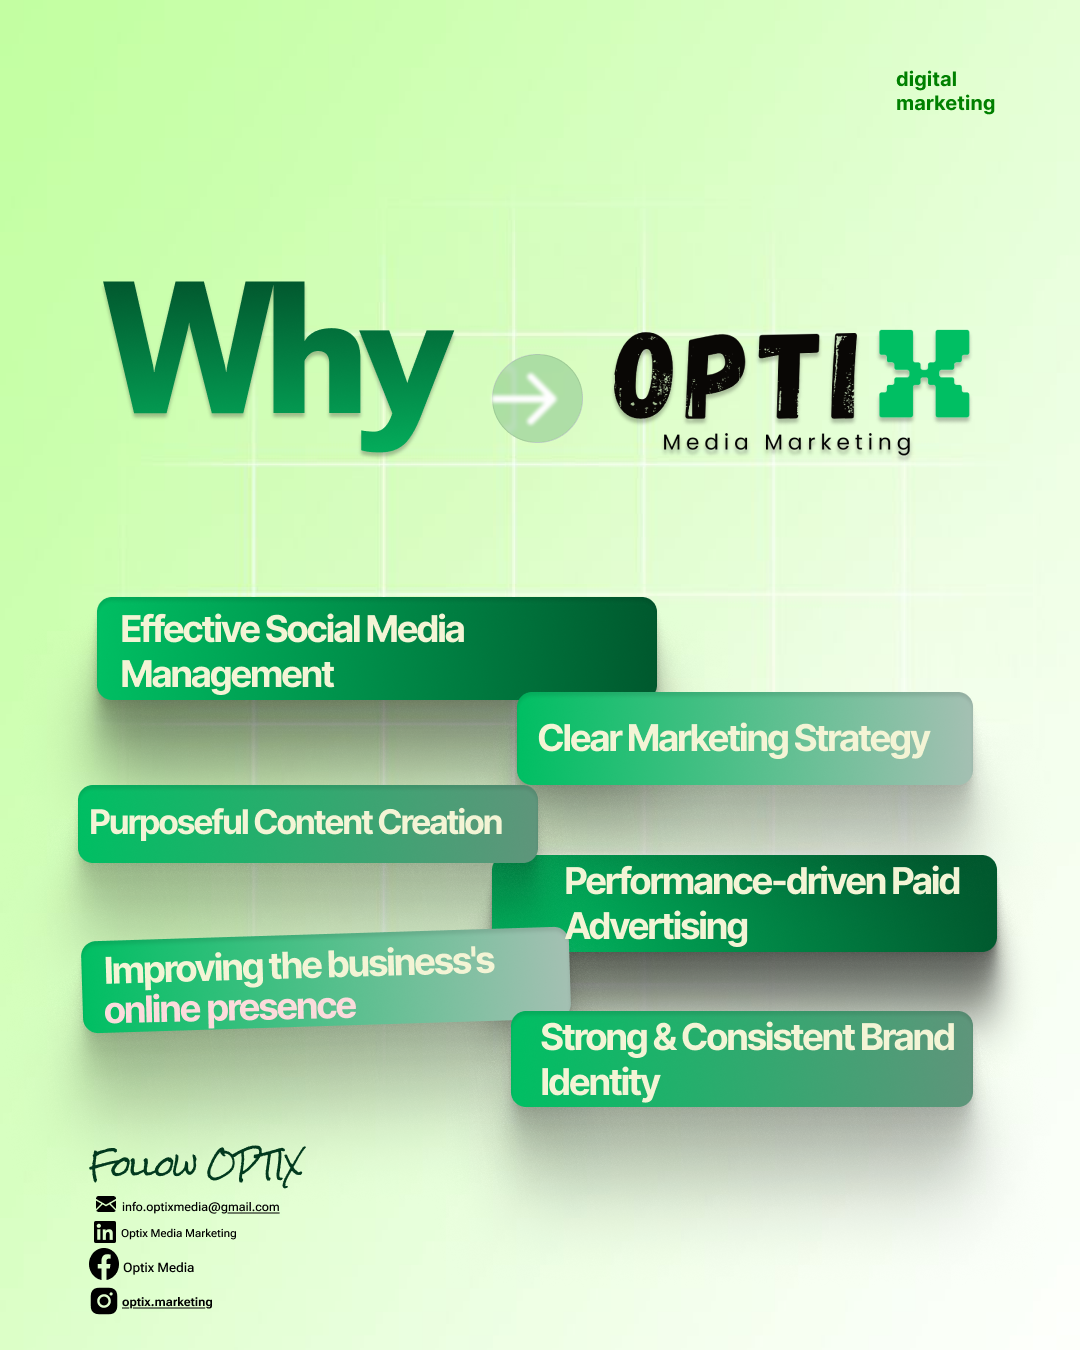 digital
marketing
Why
OPTIX
Media Marketing
Effective Social Media
Management
Clear Marketing Strategy
Purposeful Content Creation
Performance-driven Paid
Advertising
Improving the business's
online presence
Strong & Consistent Brand
Identity
Follow OPTIX
info.optixmedia@gmail.com
Optix Media Marketing
Optix Media
optix.marketing